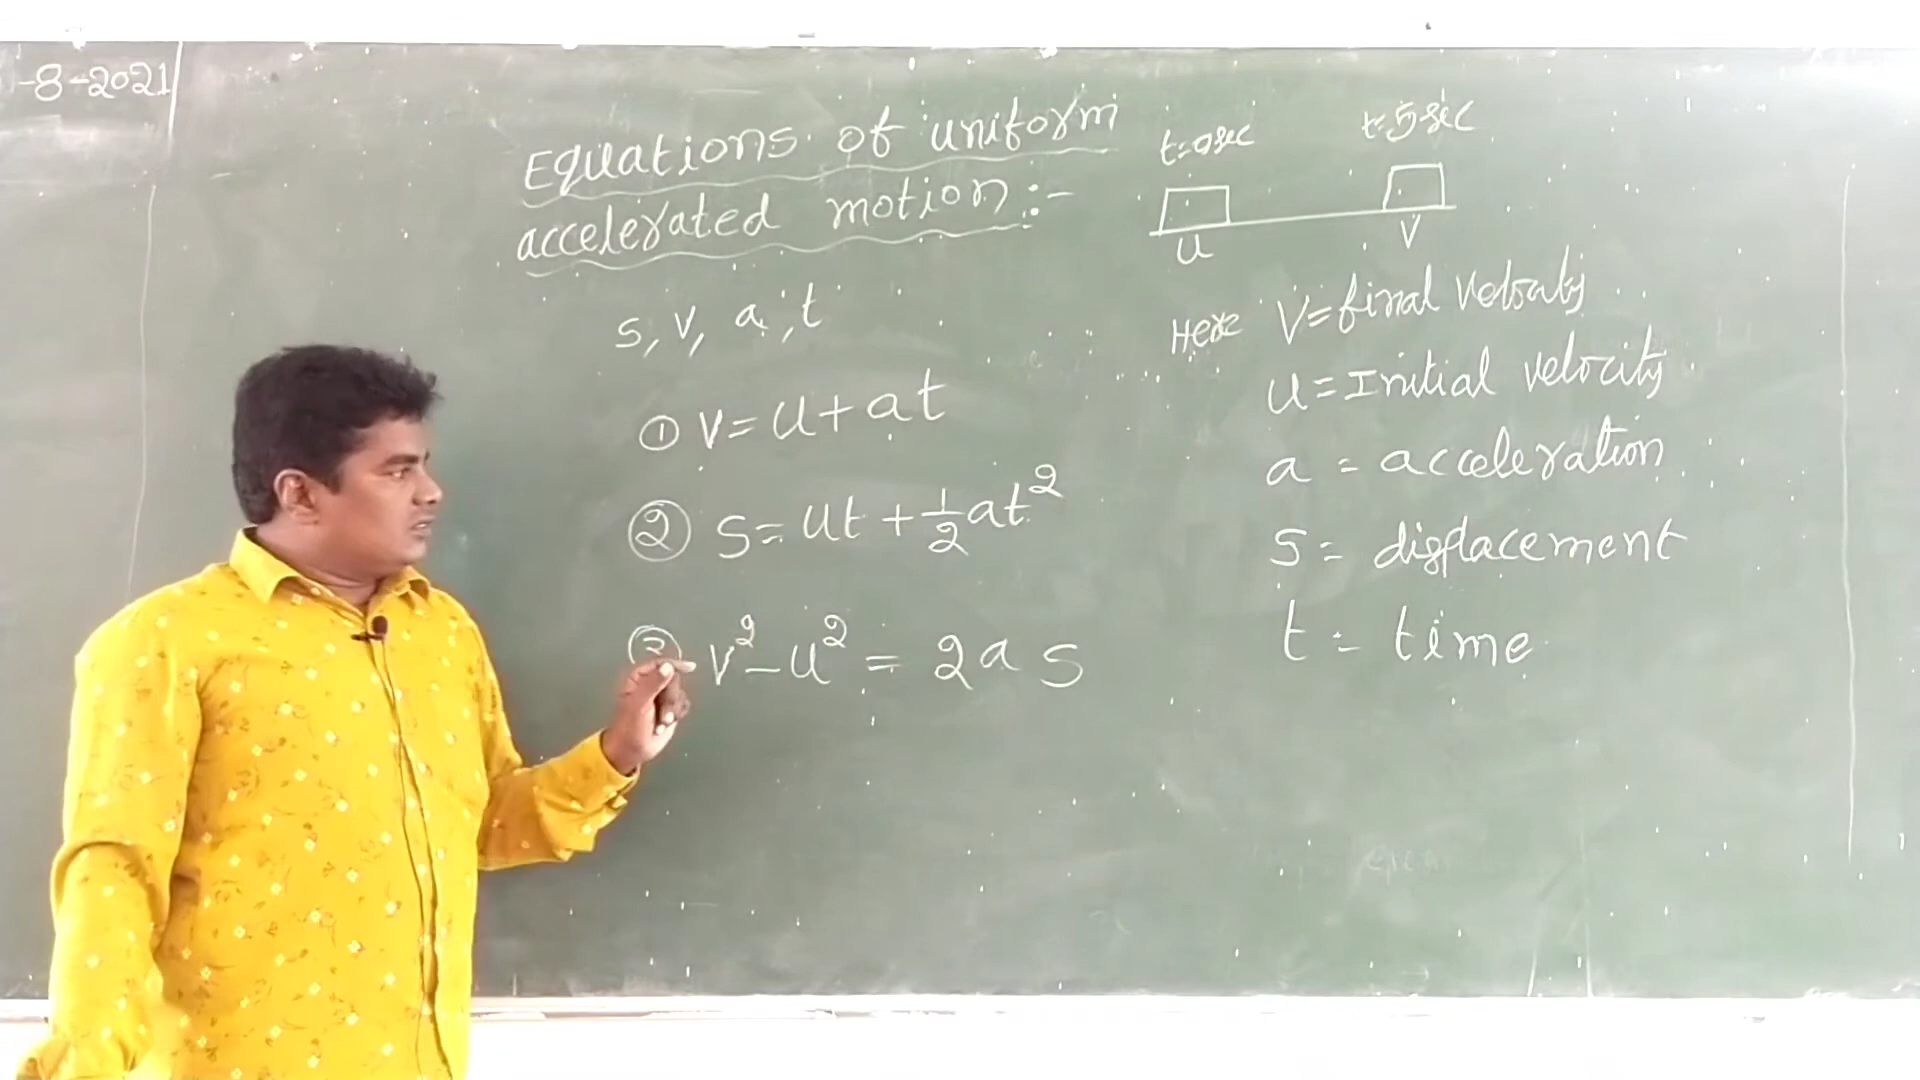 -8-2021
Equations of uniform
accelerated motion:-
s, v, a, t
① v=u+at
② s=ut+½at²
③ v²-u² = 2as
t=0sec
t=5sec
u
v
Here v=final velocity
u=Initial velocity
a = acceleration
s = displacement
t = time